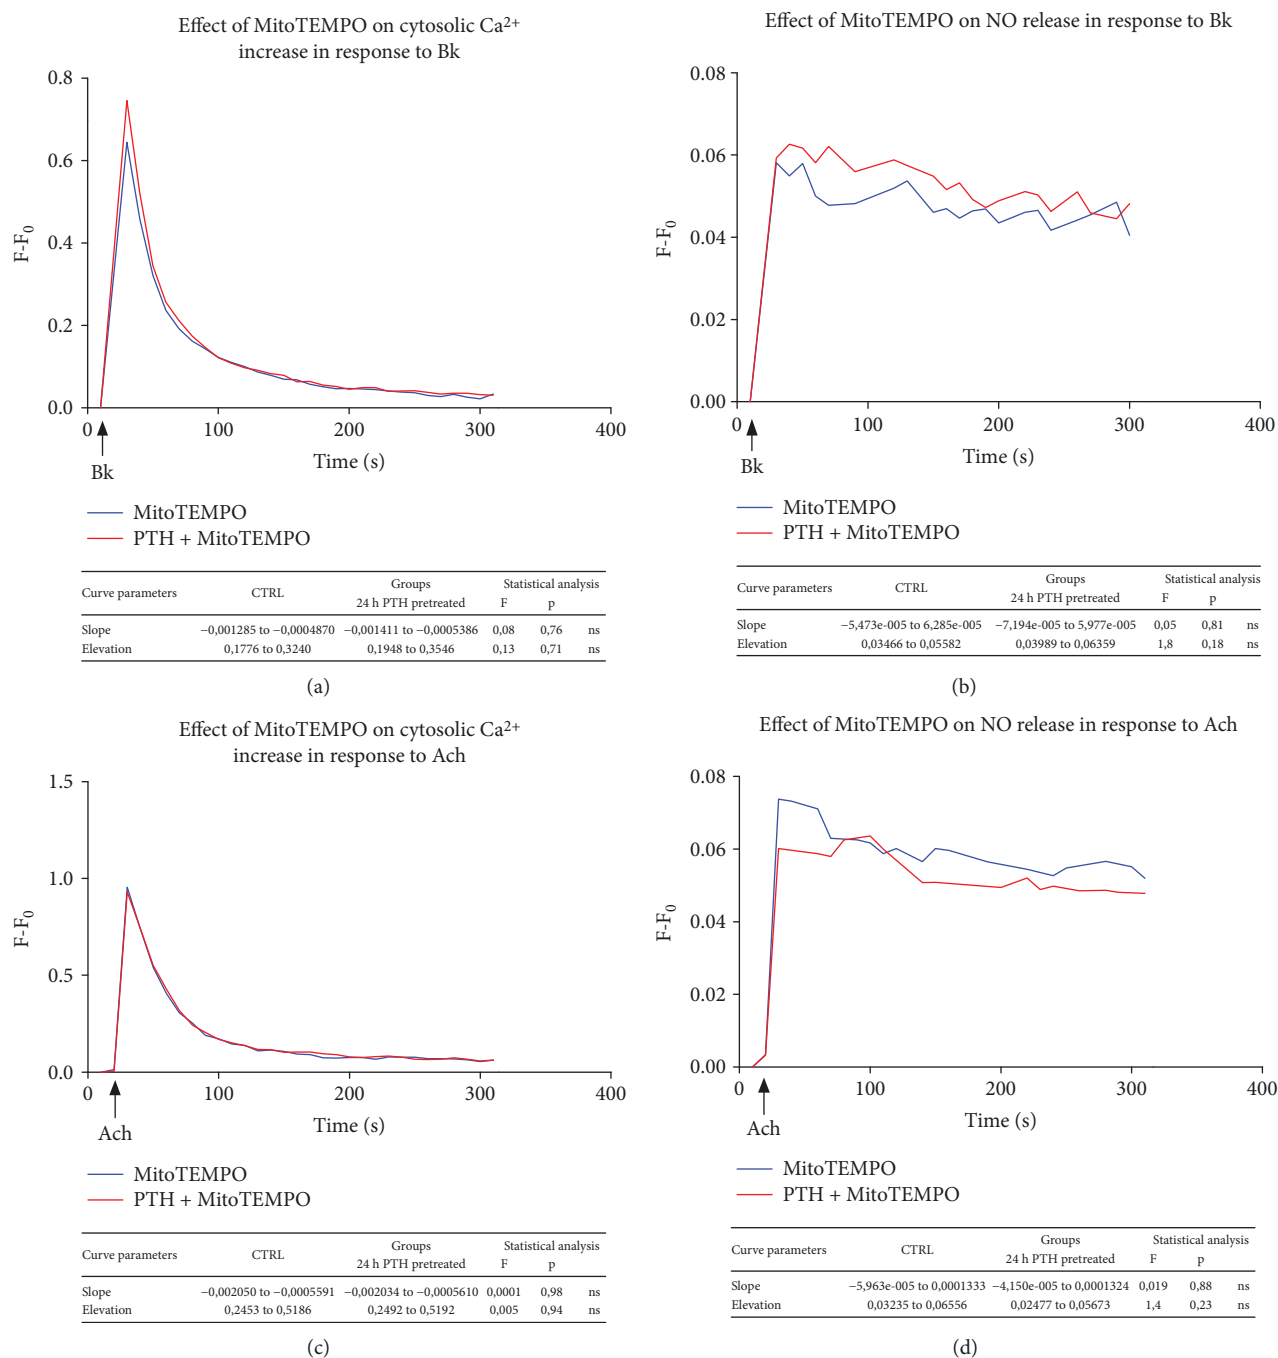 Effect of MitoTEMPO on cytosolic Ca²⁺
increase in response to Bk
0.8
0.6
0.4
0.2
0.0
F-F₀
0
100
200
300
400
Bk
Time (s)
MitoTEMPO
PTH + MitoTEMPO
Curve parameters CTRL Groups Statistical analysis
24 h PTH pretreated F p
Slope −0,001285 to −0,0004870 −0,001411 to −0,0005386 0,08 0,76 ns
Elevation 0,1776 to 0,3240 0,1948 to 0,3546 0,13 0,71 ns
(a)
Effect of MitoTEMPO on NO release in response to Bk
0.08
0.06
0.04
0.02
0.00
F-F₀
0
100
200
300
400
Bk
Time (s)
MitoTEMPO
PTH + MitoTEMPO
Curve parameters CTRL Groups Statistical analysis
24 h PTH pretreated F p
Slope −5,473e-005 to 6,285e-005 −7,194e-005 to 5,977e-005 0,05 0,81 ns
Elevation 0,03466 to 0,05582 0,03989 to 0,06359 1,8 0,18 ns
(b)
Effect of MitoTEMPO on cytosolic Ca²⁺
increase in response to Ach
1.5
1.0
0.5
0.0
F-F₀
0
100
200
300
400
Ach
Time (s)
MitoTEMPO
PTH + MitoTEMPO
Curve parameters CTRL Groups Statistical analysis
24 h PTH pretreated F p
Slope −0,002050 to −0,0005591 −0,002034 to −0,0005610 0,0001 0,98 ns
Elevation 0,2453 to 0,5186 0,2492 to 0,5192 0,005 0,94 ns
(c)
Effect of MitoTEMPO on NO release in response to Ach
0.08
0.06
0.04
0.02
0.00
F-F₀
0
100
200
300
400
Ach
Time (s)
MitoTEMPO
PTH + MitoTEMPO
Curve parameters CTRL Groups Statistical analysis
24 h PTH pretreated F p
Slope −5,963e-005 to 0,0001333 −4,150e-005 to 0,0001324 0,019 0,88 ns
Elevation 0,03235 to 0,06556 0,02477 to 0,05673 1,4 0,23 ns
(d)